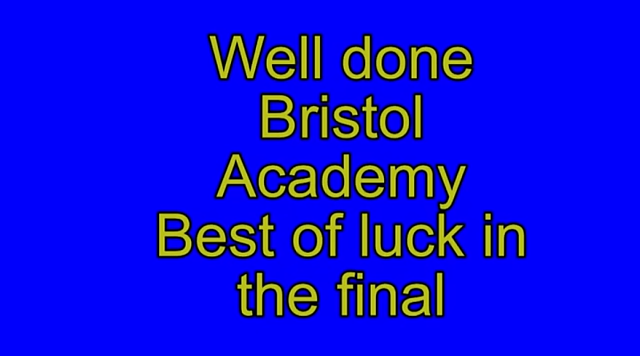 Well done
Bristol
Academy
Best of luck in
the final